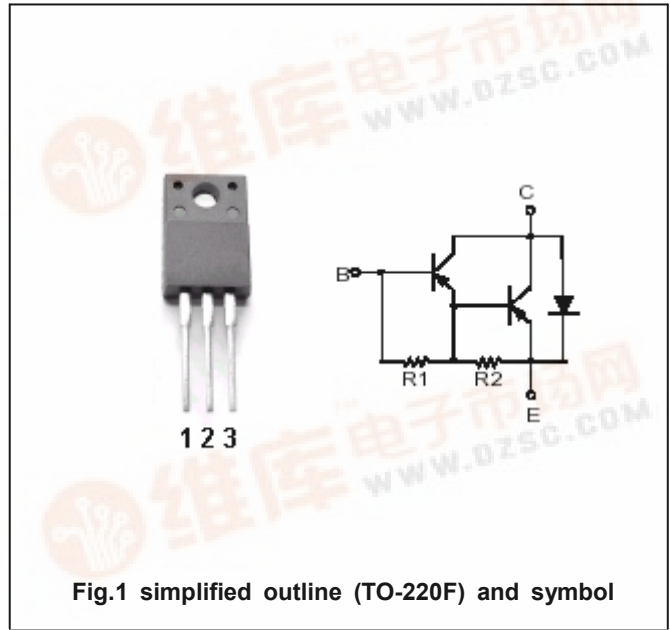 维库电子市场网
WWW.DZSC.COM
C
B
R1
R2
E
1 2 3
维库电子市场网
WWW.DZSC.COM
Fig.1 simplified outline (TO-220F) and symbol